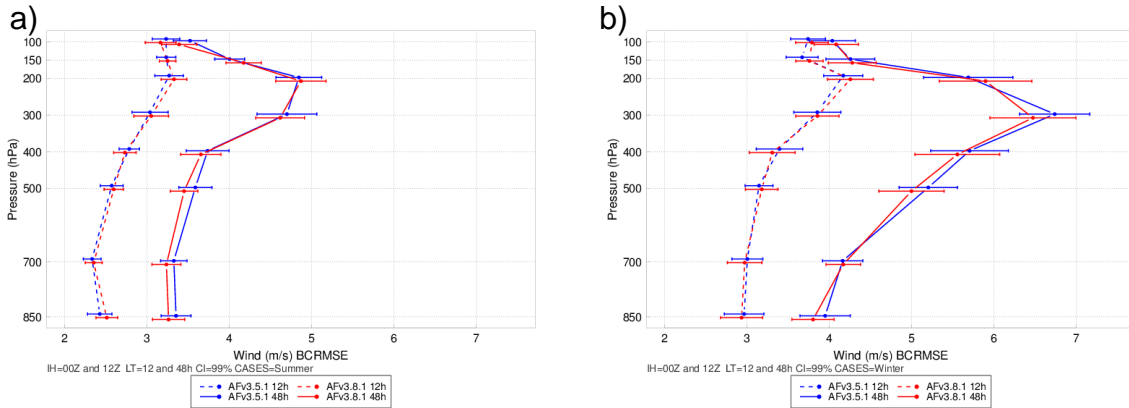 a)
100
150
200
300
400
500
700
850
Pressure (hPa)
2 3 4 5 6 7
Wind (m/s) BCRMSE
IH=00Z and 12Z LT=12 and 48h CI=99% CASES=Summer
AFv3.5.1 12h AFv3.8.1 12h
AFv3.5.1 48h AFv3.8.1 48h
b)
100
150
200
300
400
500
700
850
Pressure (hPa)
2 3 4 5 6 7
Wind (m/s) BCRMSE
IH=00Z and 12Z LT=12 and 48h CI=99% CASES=Winter
AFv3.5.1 12h AFv3.8.1 12h
AFv3.5.1 48h AFv3.8.1 48h